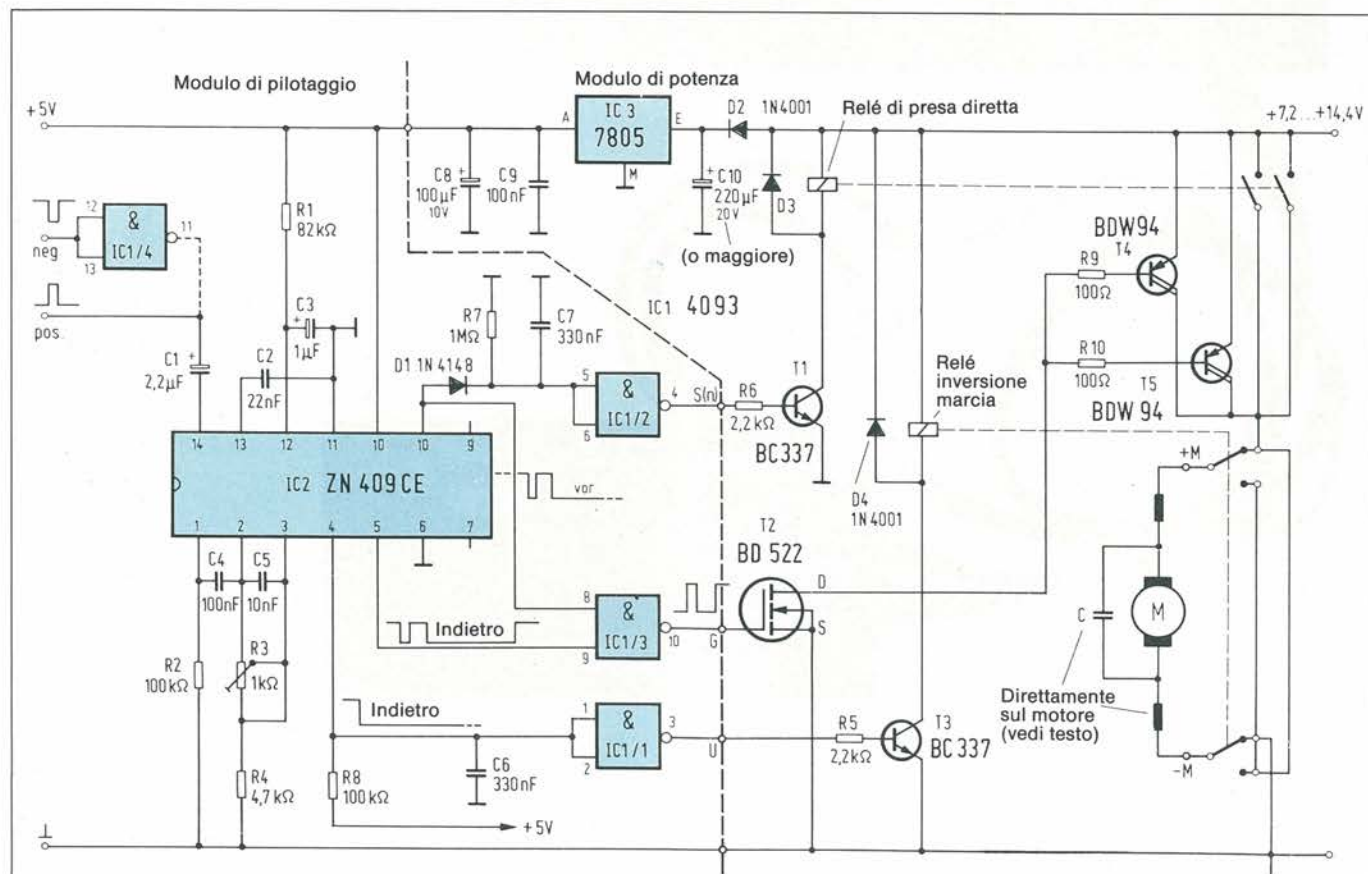 Modulo di pilotaggio
Modulo di potenza
+5V
A
IC 3
7805
E
M
D2
1N4001
Relé di presa diretta
+7,2...+14,4V
C8
+
100µF
10V
C9
100nF
+
C10
220µF
20V
(o maggiore)
D3
R1
82kΩ
12
&
11
IC1/4
neg
13
pos.
C3
+
1µF
C1
+
2,2µF
C2
22nF
R7
1MΩ
C7
330nF
IC1 4093
D1 1N4148
5
&
4
IC1/2
6
S(n)
R6
2,2kΩ
T1
BC337
BDW94
T4
R9
100Ω
R10
100Ω
T5
BDW 94
Relé
inversione
marcia
D4
1N4001
14
13
12
11
10
10
9
IC2 ZN 409CE
1
2
3
4
5
6
7
vor
C4
100nF
C5
10nF
R2
100kΩ
R3
1kΩ
R4
4,7kΩ
Indietro
8
&
IC1/3
10
9
G
T2
BD 522
D
S
+M
C
M
Direttamente
sul motore
(vedi testo)
-M
Indietro
1
&
3
IC1/1
2
U
R5
2,2kΩ
T3
BC337
C6
330nF
R8
100kΩ
+5V